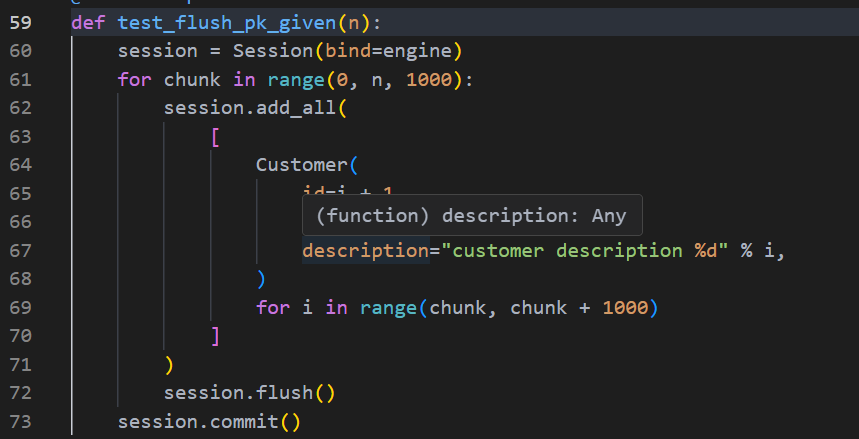 59 def test_flush_pk_given(n):
60 session = Session(bind=engine)
61 for chunk in range(0, n, 1000):
62 session.add_all(
63 [
64 Customer(
65 id=i + 1
66 (function) description: Any
67 description="customer description %d" % i,
68 )
69 for i in range(chunk, chunk + 1000)
70 ]
71 )
72 session.flush()
73 session.commit()